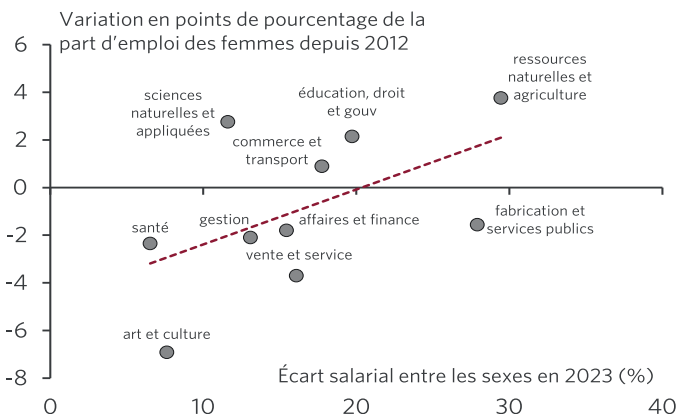 Variation en points de pourcentage de la
part d'emploi des femmes depuis 2012
6
4
2
0
-2
-4
-6
-8
ressources
naturelles et
agriculture
sciences
naturelles et
appliquées
éducation, droit
et gouv
commerce et
transport
santé
gestion
affaires et finance
fabrication et
services publics
vente et service
art et culture
Écart salarial entre les sexes en 2023 (%)
0
10
20
30
40